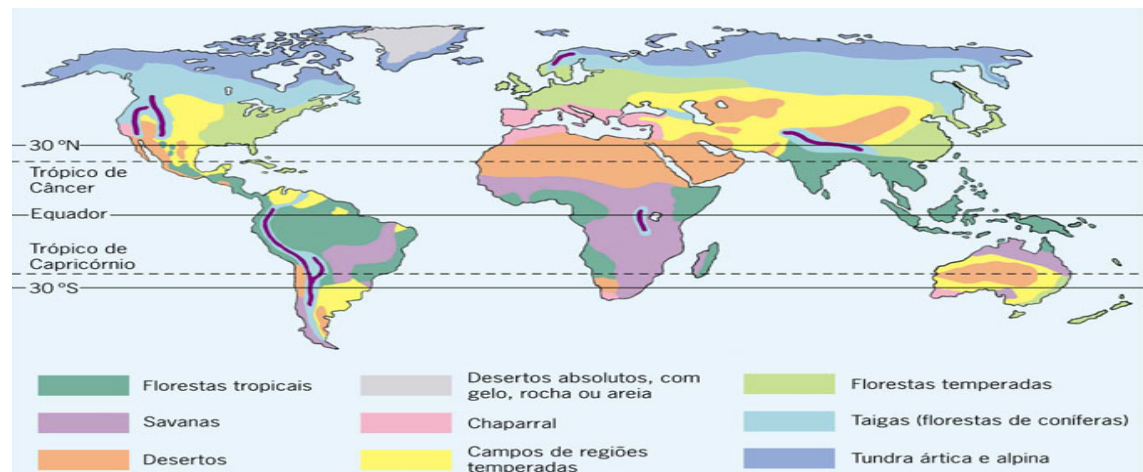 30 ºN
Trópico de
Câncer
Equador
Trópico de
Capricórnio
30 ºS
Florestas tropicais
Savanas
Desertos
Desertos absolutos, com
gelo, rocha ou areia
Chaparral
Campos de regiões
temperadas
Florestas temperadas
Taigas (florestas de coníferas)
Tundra ártica e alpina